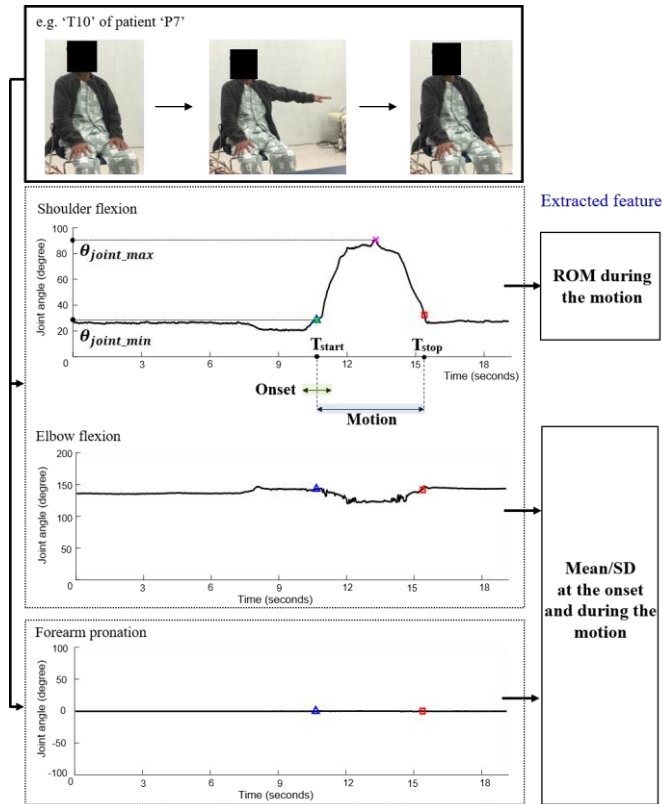 e.g. 'T10' of patient 'P7'
Extracted feature
Shoulder flexion
Joint angle (degree)
100
80
60
40
20
0
θjoint_max
θjoint_min
0 3 6 9 12 15 18
Time (seconds)
Tstart
Tstop
Onset
Motion
ROM during
the motion
Elbow flexion
Joint angle (degree)
200
150
100
50
0
0 3 6 9 12 15 18
Time (seconds)
Mean/SD
at the onset
and during the
motion
Forearm pronation
Joint angle (degree)
100
50
0
-50
-100
0 3 6 9 12 15 18
Time (seconds)